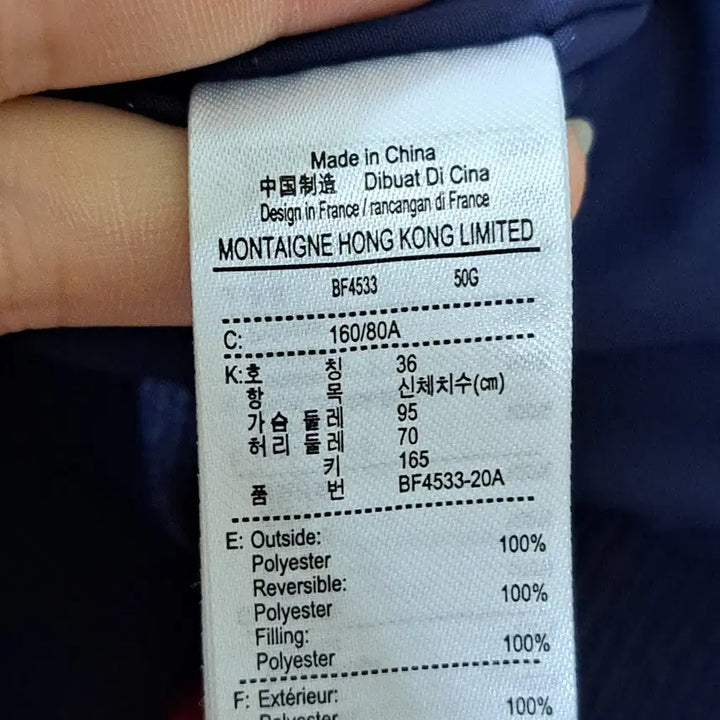 Made in China
中国制造 Dibuat Di Cina
Design in France / rancangan di France
MONTAIGNE HONG KONG LIMITED
BF4533 50G
C: 160/80A
K:호 칭 36
항 목 신체치수(cm)
가슴 둘레 95
허리 둘레 70
키 165
품 번 BF4533-20A
E: Outside:
Polyester 100%
Reversible:
Polyester 100%
Filling:
Polyester 100%
F: Extérieur:
Polyester 100%